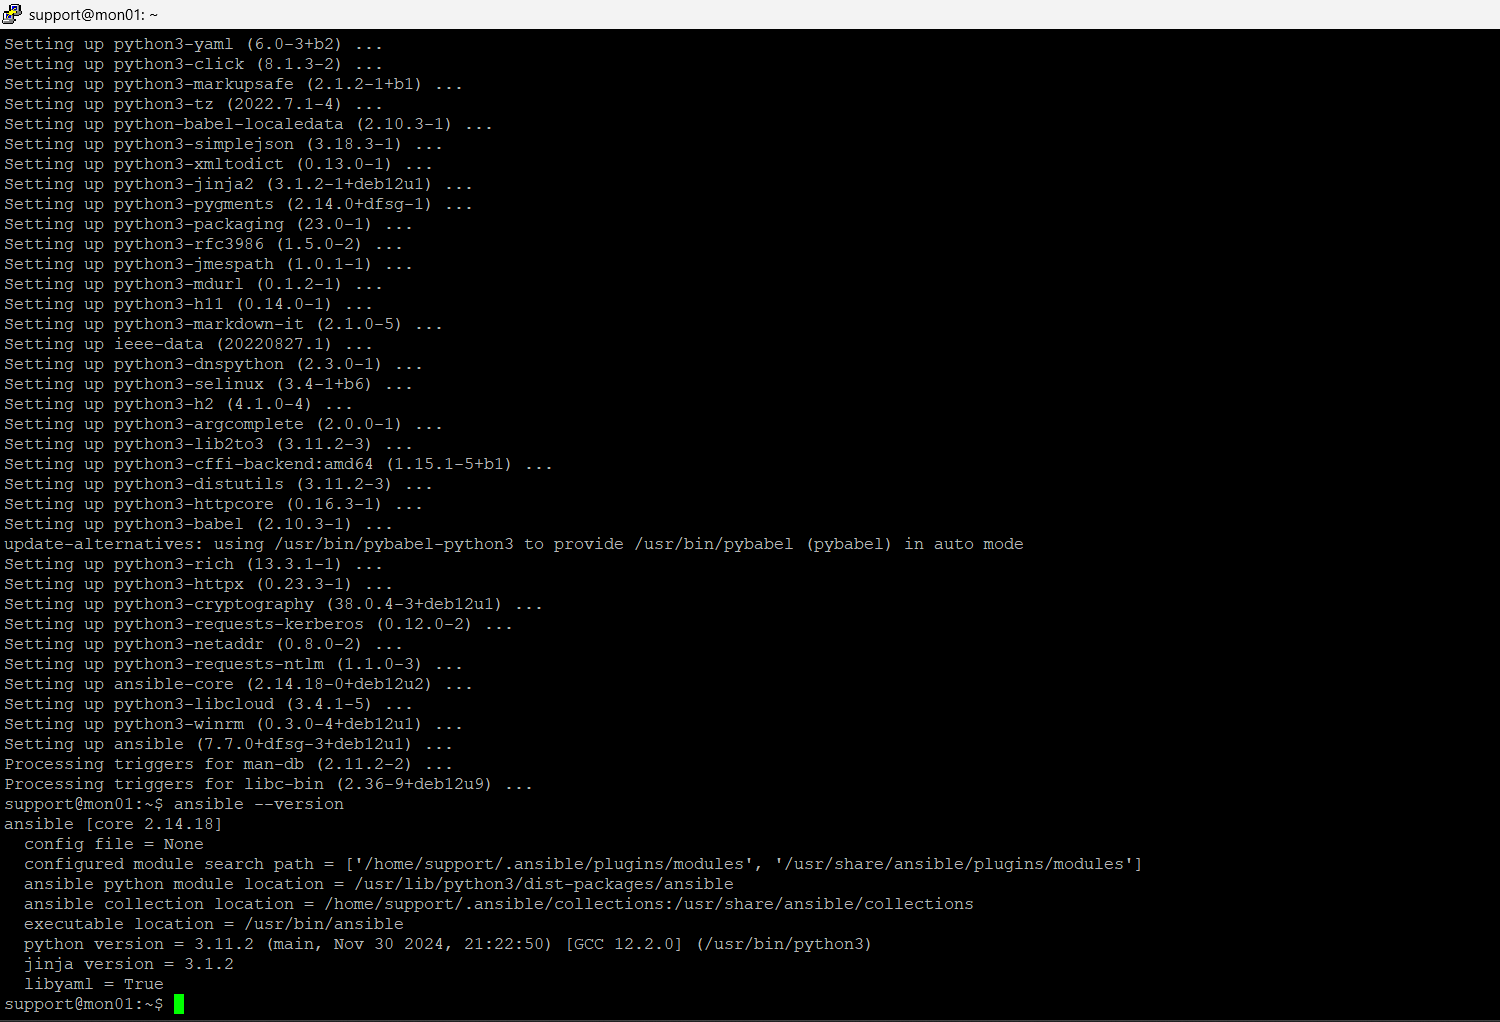 support@mon01: ~
Setting up python3-yaml (6.0-3+b2) ...
Setting up python3-click (8.1.3-2) ...
Setting up python3-markupsafe (2.1.2-1+b1) ...
Setting up python3-tz (2022.7.1-4) ...
Setting up python-babel-localedata (2.10.3-1) ...
Setting up python3-simplejson (3.18.3-1) ...
Setting up python3-xmltodict (0.13.0-1) ...
Setting up python3-jinja2 (3.1.2-1+deb12u1) ...
Setting up python3-pygments (2.14.0+dfsg-1) ...
Setting up python3-packaging (23.0-1) ...
Setting up python3-rfc3986 (1.5.0-2) ...
Setting up python3-jmespath (1.0.1-1) ...
Setting up python3-mdurl (0.1.2-1) ...
Setting up python3-h11 (0.14.0-1) ...
Setting up python3-markdown-it (2.1.0-5) ...
Setting up ieee-data (20220827.1) ...
Setting up python3-dnspython (2.3.0-1) ...
Setting up python3-selinux (3.4-1+b6) ...
Setting up python3-h2 (4.1.0-4) ...
Setting up python3-argcomplete (2.0.0-1) ...
Setting up python3-lib2to3 (3.11.2-3) ...
Setting up python3-cffi-backend:amd64 (1.15.1-5+b1) ...
Setting up python3-distutils (3.11.2-3) ...
Setting up python3-httpcore (0.16.3-1) ...
Setting up python3-babel (2.10.3-1) ...
update-alternatives: using /usr/bin/pybabel-python3 to provide /usr/bin/pybabel (pybabel) in auto mode
Setting up python3-rich (13.3.1-1) ...
Setting up python3-httpx (0.23.3-1) ...
Setting up python3-cryptography (38.0.4-3+deb12u1) ...
Setting up python3-requests-kerberos (0.12.0-2) ...
Setting up python3-netaddr (0.8.0-2) ...
Setting up python3-requests-ntlm (1.1.0-3) ...
Setting up ansible-core (2.14.18-0+deb12u2) ...
Setting up python3-libcloud (3.4.1-5) ...
Setting up python3-winrm (0.3.0-4+deb12u1) ...
Setting up ansible (7.7.0+dfsg-3+deb12u1) ...
Processing triggers for man-db (2.11.2-2) ...
Processing triggers for libc-bin (2.36-9+deb12u9) ...
support@mon01:~$ ansible --version
ansible [core 2.14.18]
  config file = None
  configured module search path = ['/home/support/.ansible/plugins/modules', '/usr/share/ansible/plugins/modules']
  ansible python module location = /usr/lib/python3/dist-packages/ansible
  ansible collection location = /home/support/.ansible/collections:/usr/share/ansible/collections
  executable location = /usr/bin/ansible
  python version = 3.11.2 (main, Nov 30 2024, 21:22:50) [GCC 12.2.0] (/usr/bin/python3)
  jinja version = 3.1.2
  libyaml = True
support@mon01:~$